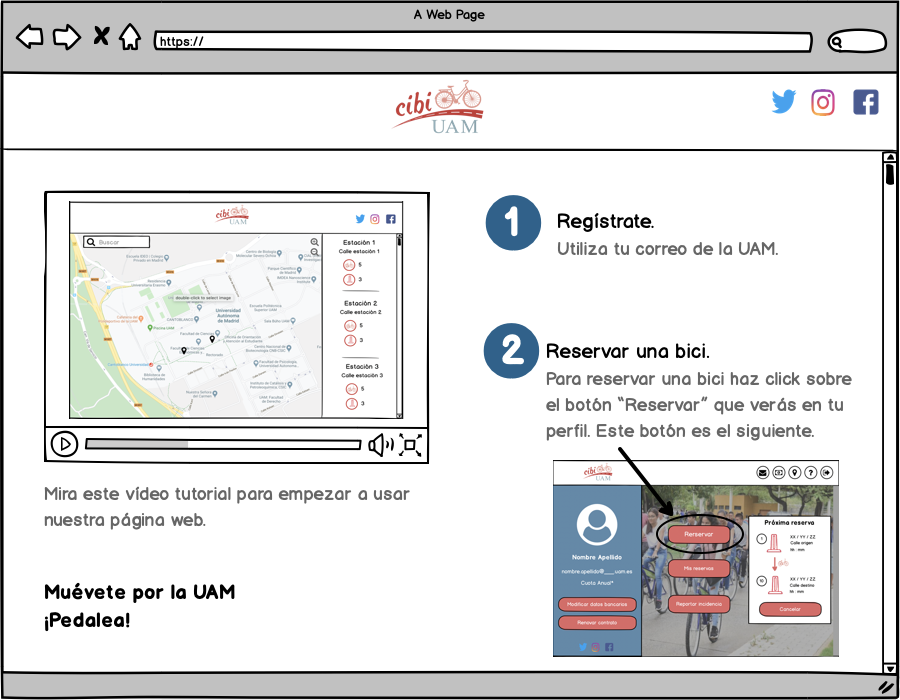 A Web Page
https://
cibi
UAM
cibi
UAM
Buscar
double-click to select image
Universidad
Autónoma
de Madrid
Estación 1
Calle estación 1
5
3
Estación 2
Calle estación 2
5
3
Estación 3
Calle estación 3
5
3
Mira este vídeo tutorial para empezar a usar
nuestra página web.
Muévete por la UAM
¡Pedalea!
1
Regístrate.
Utiliza tu correo de la UAM.
2
Reservar una bici.
Para reservar una bici haz click sobre
el botón “Reservar” que verás en tu
perfil. Este botón es el siguiente.
cibi
UAM
Nombre Apellido
nombre.apellido@___uam.es
Cuota Anual*
Modificar datos bancarios
Renovar contrato
Rerservar
Mis reservas
Reportar incidencia
Próxima reserva
XX / YY / ZZ
Calle origen
hh : mm
XX / YY / ZZ
Calle destino
hh : mm
Cancelar